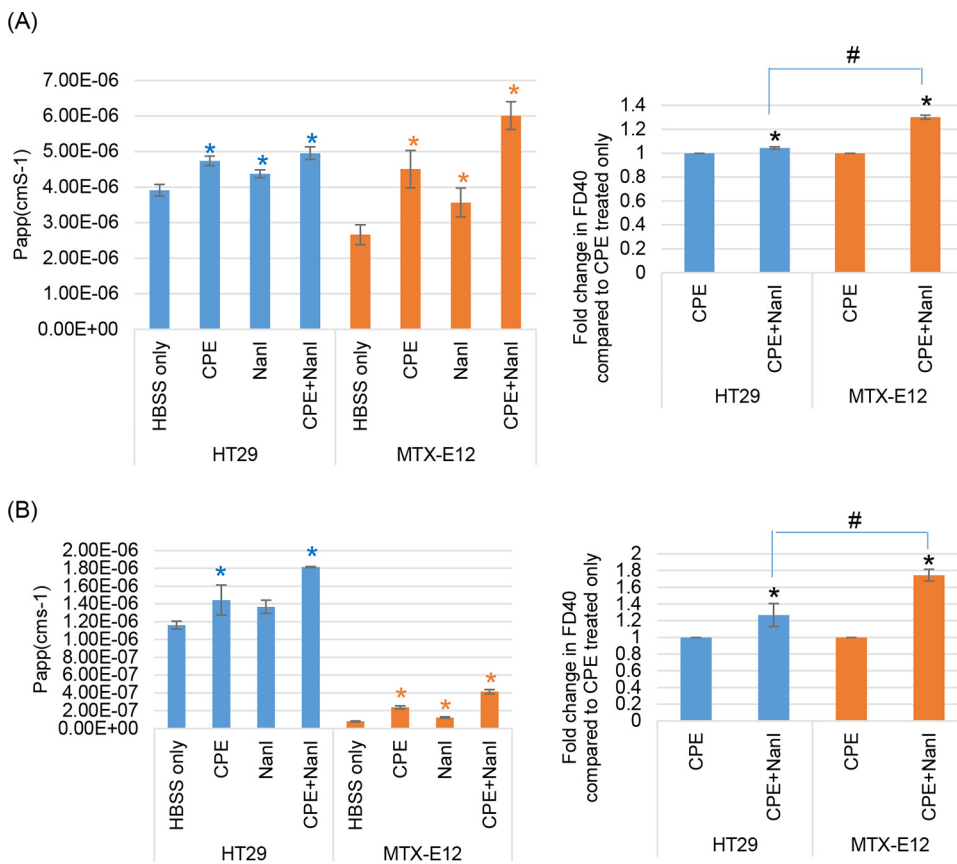 (A)
7.00E-06
6.00E-06
5.00E-06
4.00E-06
3.00E-06
2.00E-06
1.00E-06
0.00E+00
Papp(cmS-1)
*
*
*
*
*
*
HBSS only
CPE
NanI
CPE+NanI
HBSS only
CPE
NanI
CPE+NanI
HT29
MTX-E12
#
1.4
1.2
1
0.8
0.6
0.4
0.2
0
Fold change in FD40
compared to CPE treated only
*
*
CPE
CPE+NanI
CPE
CPE+NanI
HT29
MTX-E12
(B)
2.00E-06
1.80E-06
1.60E-06
1.40E-06
1.20E-06
1.00E-06
8.00E-07
6.00E-07
4.00E-07
2.00E-07
0.00E+00
Papp(cms-1)
*
*
*
*
*
HBSS only
CPE
NanI
CPE+NanI
HBSS only
CPE
NanI
CPE+NanI
HT29
MTX-E12
#
2
1.8
1.6
1.4
1.2
1
0.8
0.6
0.4
0.2
0
Fold change in FD40
compared to CPE treated only
*
*
CPE
CPE+NanI
CPE
CPE+NanI
HT29
MTX-E12